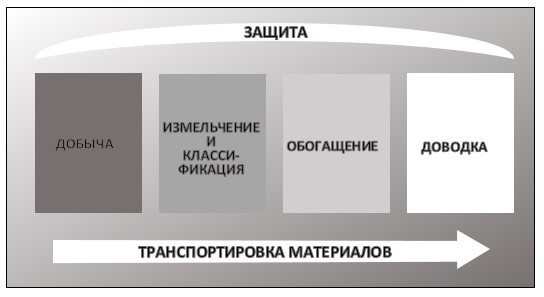 ЗАЩИТА
ДОБЫЧА
ИЗМЕЛЬЧЕНИЕ
И
КЛАССИ-
ФИКАЦИЯ
ОБОГАЩЕНИЕ
ДОВОДКА
ТРАНСПОРТИРОВКА МАТЕРИАЛОВ